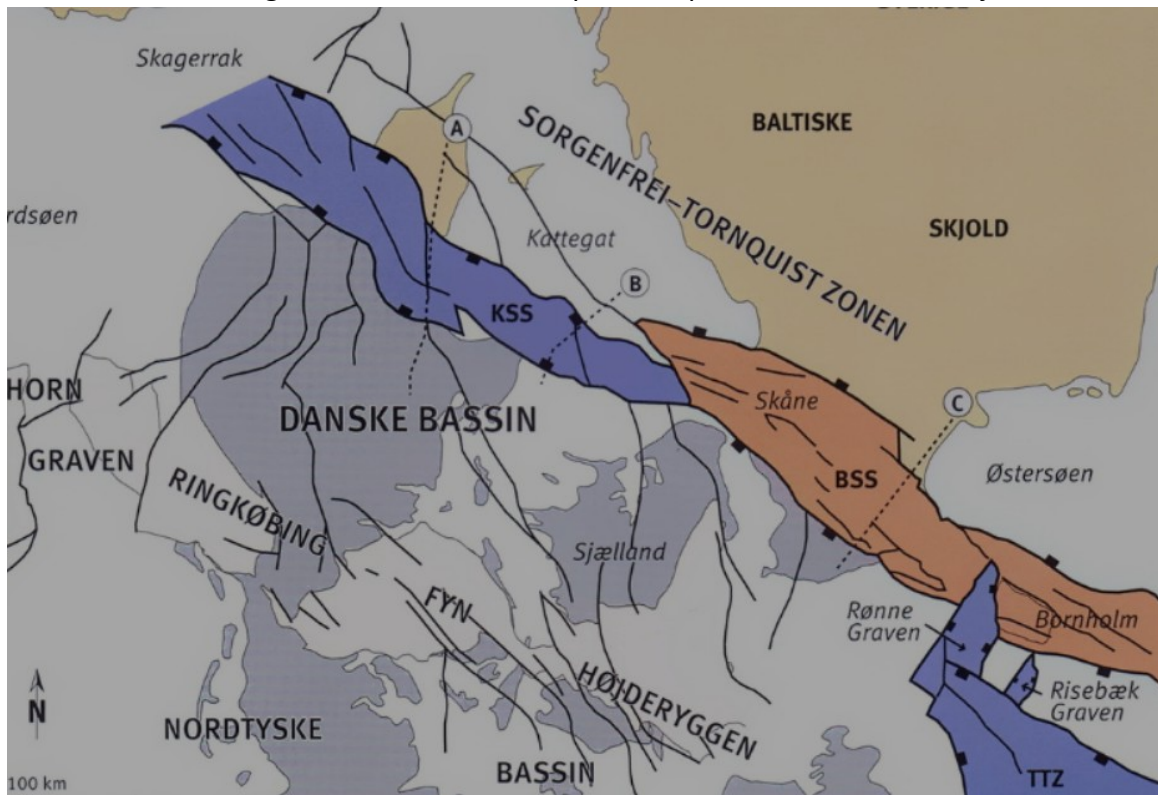 Skagerrak
A
SORGENFREI–TORNQUIST ZONEN
BALTISKE
SKJOLD
rdsøen
Kattegat
B
KSS
HORN
GRAVEN
DANSKE BASSIN
Skåne
C
BSS
Østersøen
RINGKØBING
Sjælland
FYN
Rønne
Graven
Bornholm
HØJDERYGGEN
N
NORDTYSKE
Risebæk
Graven
BASSIN
TTZ
100 km